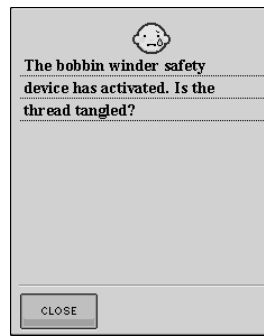 The bobbin winder safety
device has activated. Is the
thread tangled?
CLOSE